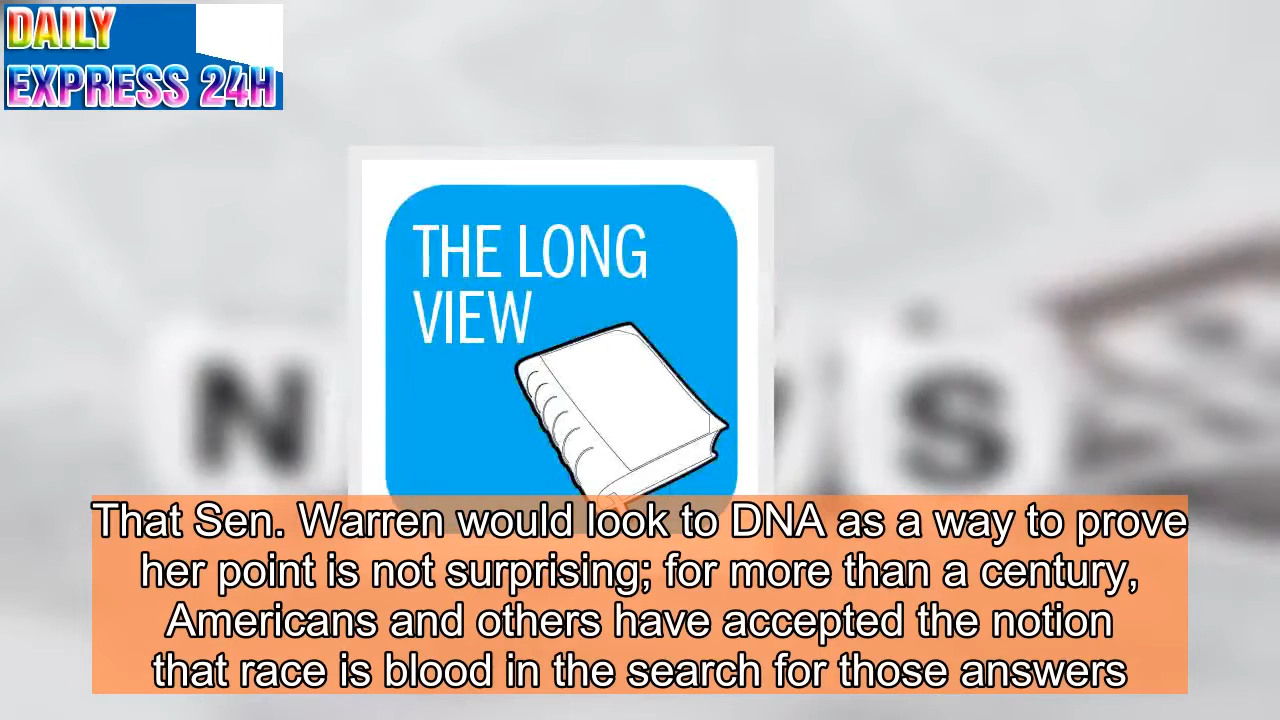 DAILY
EXPRESS 24H
THE LONG
VIEW
N S
That Sen. Warren would look to DNA as a way to prove
her point is not surprising; for more than a century,
Americans and others have accepted the notion
that race is blood in the search for those answers